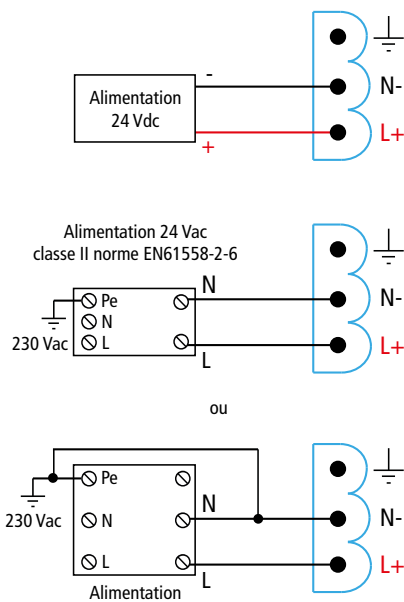 -
N-
Alimentation
24 Vdc
L+
+
Alimentation 24 Vac
classe II norme EN61558-2-6
N
Pe
N-
N
230 Vac
L
L+
L
ou
Pe
N
N-
230 Vac
N
L
L+
L
Alimentation